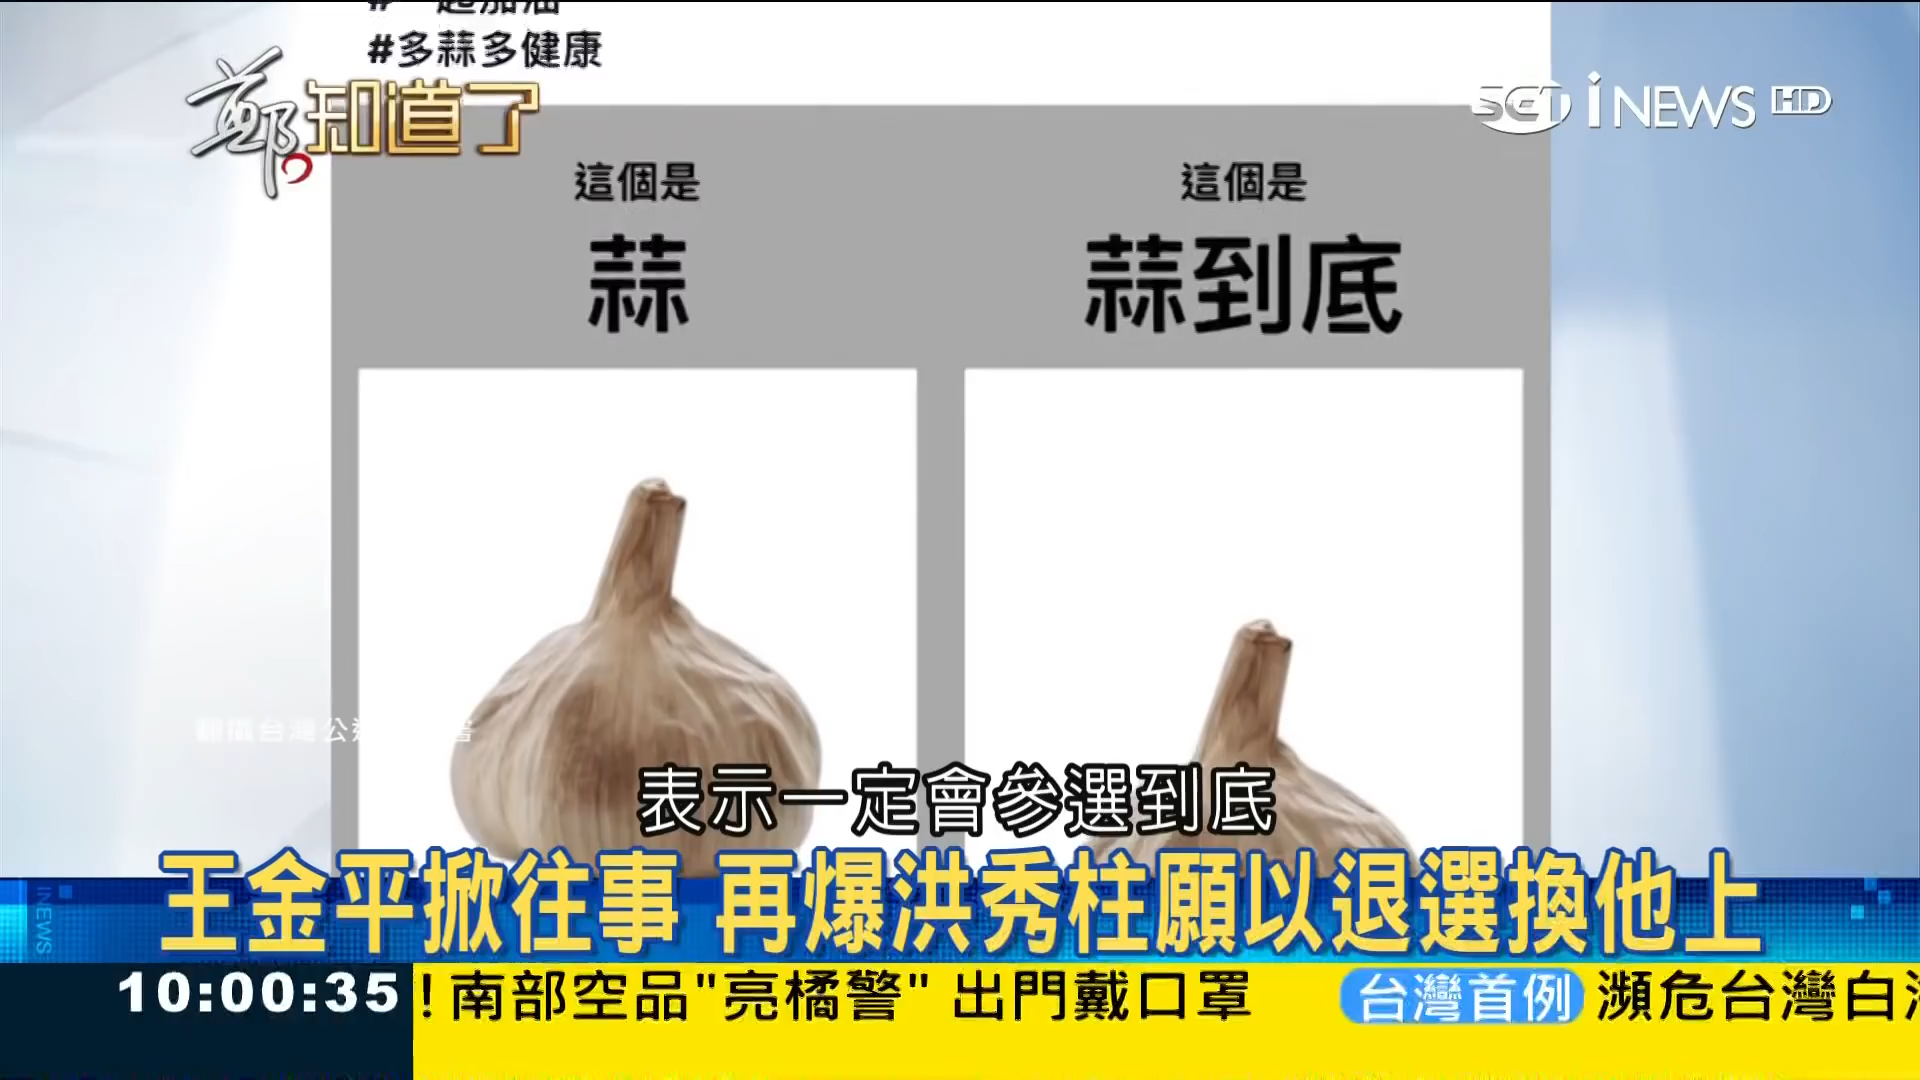 #多蒜多健康
鄭知道了
SET iNEWS HD
這個是
蒜
這個是
蒜到底
表示一定會參選到底
王金平掀往事 再爆洪秀柱願以退選換他上
iNEWS
10:00:35
!南部空品"亮橘警" 出門戴口罩
台灣首例
瀕危台灣白